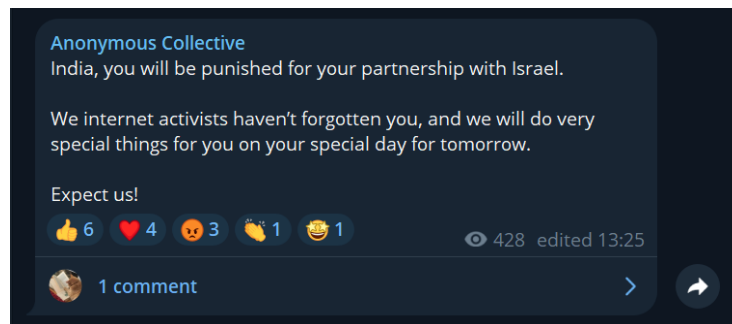 Anonymous Collective
India, you will be punished for your partnership with Israel.
We internet activists haven’t forgotten you, and we will do very
special things for you on your special day for tomorrow.
Expect us!
6 4 3 1 1
428 edited 13:25
1 comment